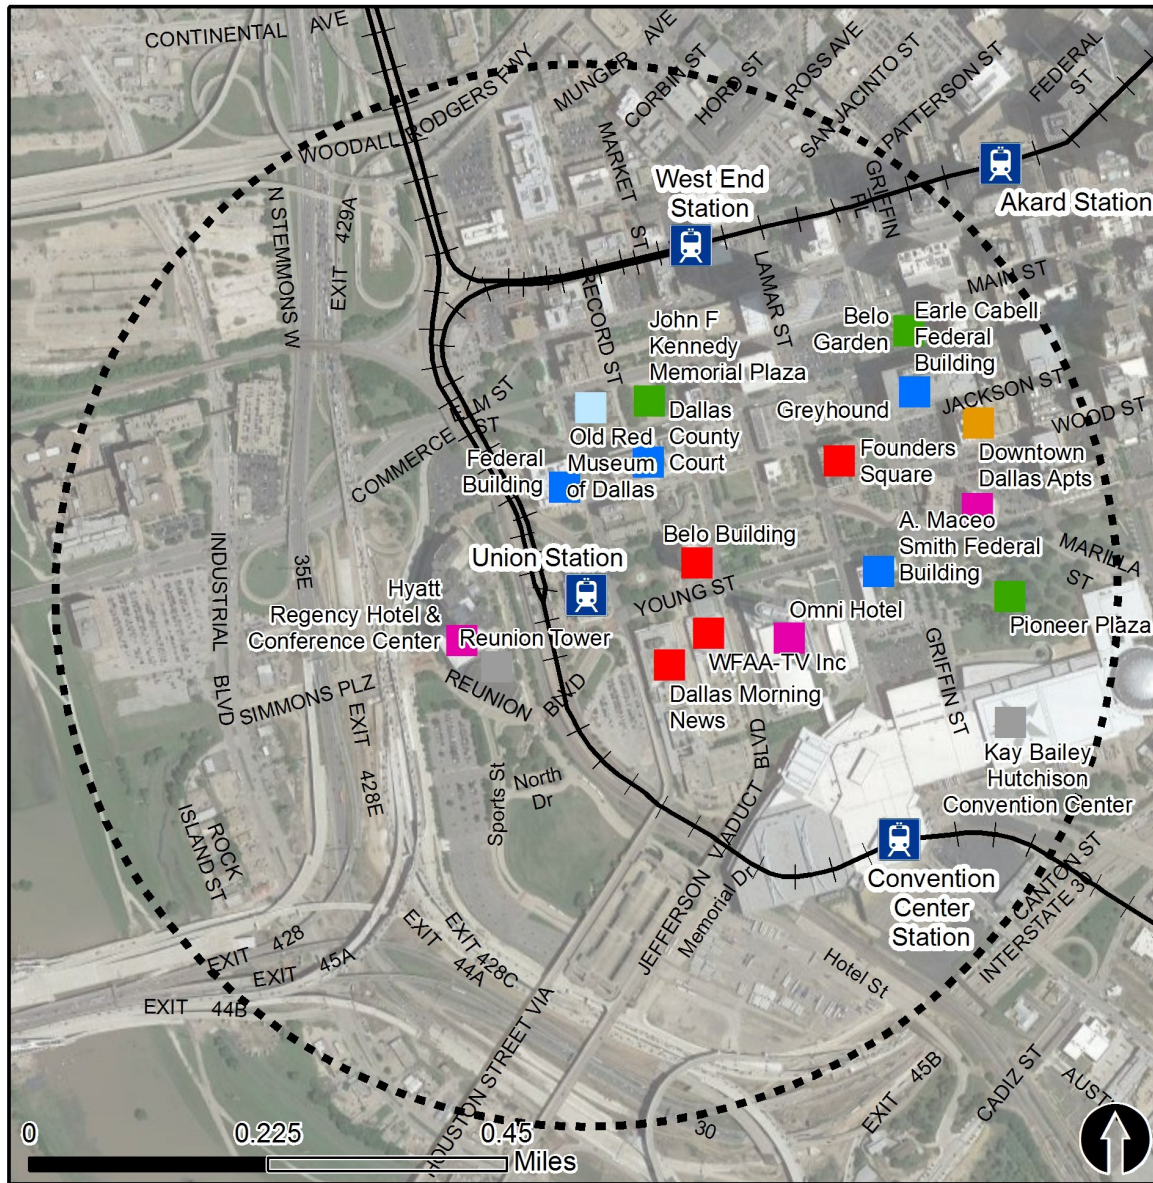 CONTINENTAL AVE
WOODALL RODGERS FWY
MUNGER AVE
CORBIN ST
HORD ST
ROSS AVE
SAN JACINTO ST
PATTERSON ST
FEDERAL
ST
MARKET ST
West End
Station
GRIFFIN
Akard Station
N STEMMONS W
EXIT 429A
RECORD ST
LAMAR ST
MAIN ST
John F
Kennedy
Memorial Plaza
Belo
Garden
Earle Cabell
Federal
Building
ELM ST
COMMERCE ST
Greyhound
JACKSON ST
WOOD ST
Old Red
Museum
of Dallas
Dallas
County
Court
Federal
Building
Founders
Square
Downtown
Dallas Apts
A. Maceo
Smith Federal
Building
MARILLA
ST
Belo Building
Union Station
INDUSTRIAL BLVD
35E
Hyatt
Regency Hotel &
Conference Center
Reunion Tower
YOUNG ST
Omni Hotel
Pioneer Plaza
WFAA-TV Inc
Dallas Morning
News
GRIFFIN ST
SIMMONS PLZ
REUNION BLVD
EXIT 428E
Sports St
North
Dr
BLVD
Kay Bailey
Hutchison
Convention Center
ROCK
ISLAND ST
JEFFERSON VIADUCT
Memorial Dr
Convention
Center
Station
CANTON ST
INTERSTATE 30
EXIT 428
EXIT 45A
EXIT 44A
EXIT 428C
EXIT 44B
Hotel St
HOUSTON STREET VIA
EXIT 45B
CADIZ ST
30
0 0.225 0.45
Miles